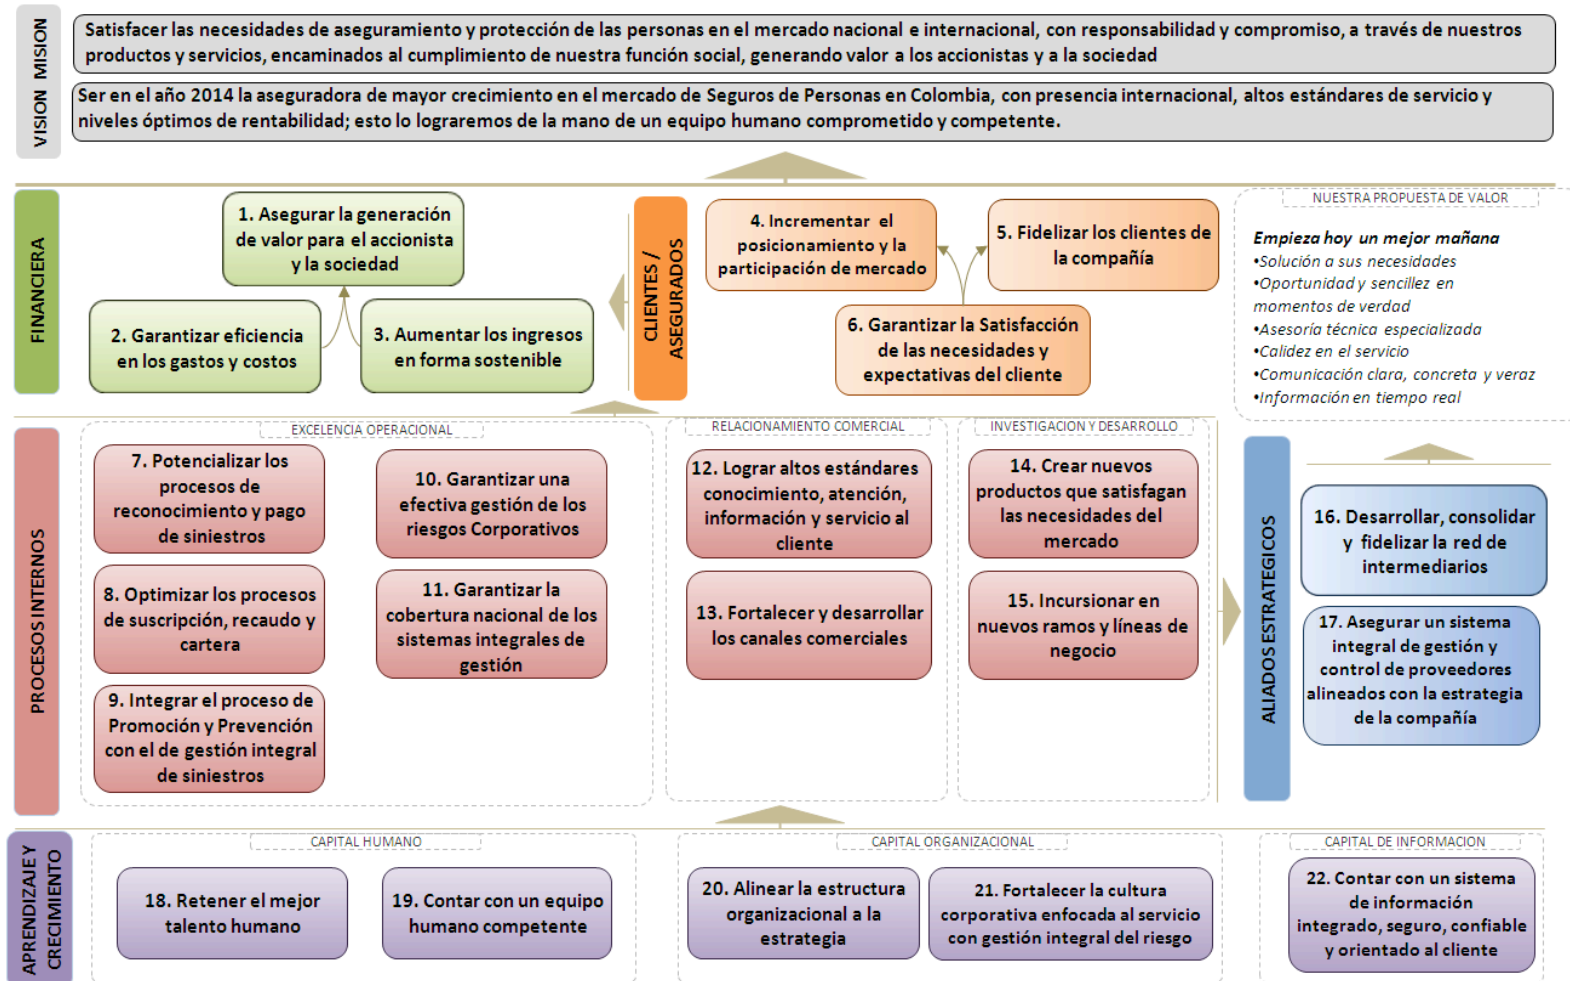 MISION
Satisfacer las necesidades de aseguramiento y protección de las personas en el mercado nacional e internacional, con responsabilidad y compromiso, a través de nuestros
productos y servicios, encaminados al cumplimiento de nuestra función social, generando valor a los accionistas y a la sociedad
VISION
Ser en el año 2014 la aseguradora de mayor crecimiento en el mercado de Seguros de Personas en Colombia, con presencia internacional, altos estándares de servicio y
niveles óptimos de rentabilidad; esto lo lograremos de la mano de un equipo humano comprometido y competente.
FINANCIERA
1. Asegurar la generación
de valor para el accionista
y la sociedad
2. Garantizar eficiencia
en los gastos y costos
3. Aumentar los ingresos
en forma sostenible
CLIENTES /
ASEGURADOS
4. Incrementar el
posicionamiento y la
participación de mercado
5. Fidelizar los clientes de
la compañía
6. Garantizar la Satisfacción
de las necesidades y
expectativas del cliente
NUESTRA PROPUESTA DE VALOR
Empieza hoy un mejor mañana
•Solución a sus necesidades
•Oportunidad y sencillez en
momentos de verdad
•Asesoría técnica especializada
•Calidez en el servicio
•Comunicación clara, concreta y veraz
•Información en tiempo real
PROCESOS INTERNOS
EXCELENCIA OPERACIONAL
7. Potencializar los
procesos de
reconocimiento y pago
de siniestros
8. Optimizar los procesos
de suscripción, recaudo y
cartera
9. Integrar el proceso de
Promoción y Prevención
con el de gestión integral
de siniestros
10. Garantizar una
efectiva gestión de los
riesgos Corporativos
11. Garantizar la
cobertura nacional de los
sistemas integrales de
gestión
RELACIONAMIENTO COMERCIAL
12. Lograr altos estándares
conocimiento, atención,
información y servicio al
cliente
13. Fortalecer y desarrollar
los canales comerciales
INVESTIGACION Y DESARROLLO
14. Crear nuevos
productos que satisfagan
las necesidades del
mercado
15. Incursionar en
nuevos ramos y líneas de
negocio
ALIADOS ESTRATEGICOS
16. Desarrollar, consolidar
y fidelizar la red de
intermediarios
17. Asegurar un sistema
integral de gestión y
control de proveedores
alineados con la estrategia
de la compañía
APRENDIZAJE Y
CRECIMIENTO
CAPITAL HUMANO
18. Retener el mejor
talento humano
19. Contar con un equipo
humano competente
CAPITAL ORGANIZACIONAL
20. Alinear la estructura
organizacional a la
estrategia
21. Fortalecer la cultura
corporativa enfocada al servicio
con gestión integral del riesgo
CAPITAL DE INFORMACION
22. Contar con un sistema
de información
integrado, seguro, confiable
y orientado al cliente